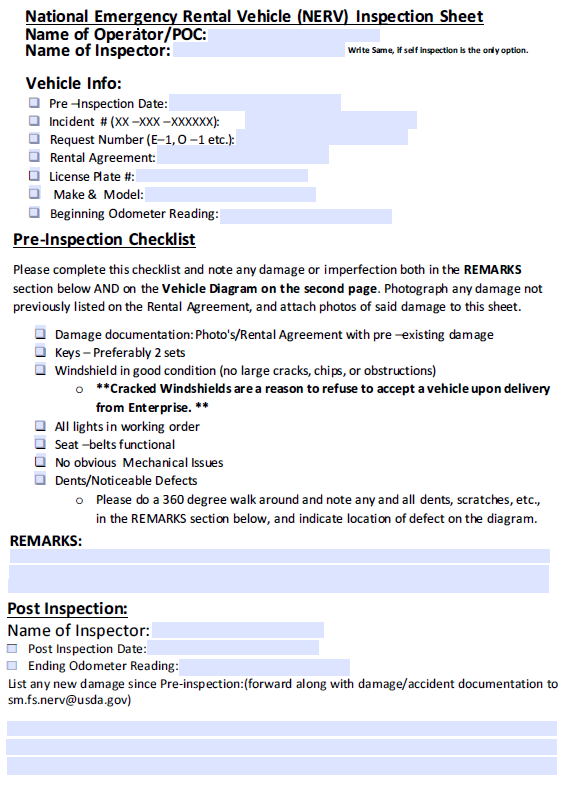 National Emergency Rental Vehicle (NERV) Inspection Sheet
Name of Operator/POC:
Name of Inspector: Write Same, if self inspection is the only option.
Vehicle Info:
Pre –Inspection Date:
Incident # (XX –XXX –XXXXXX):
Request Number (E–1, O –1 etc.):
Rental Agreement:
License Plate #:
Make & Model:
Beginning Odometer Reading:
Pre-Inspection Checklist
Please complete this checklist and note any damage or imperfection both in the REMARKS
section below AND on the Vehicle Diagram on the second page. Photograph any damage not
previously listed on the Rental Agreement, and attach photos of said damage to this sheet.
Damage documentation: Photo's/Rental Agreement with pre –existing damage
Keys – Preferably 2 sets
Windshield in good condition (no large cracks, chips, or obstructions)
o **Cracked Windshields are a reason to refuse to accept a vehicle upon delivery
from Enterprise. **
All lights in working order
Seat –belts functional
No obvious Mechanical Issues
Dents/Noticeable Defects
o Please do a 360 degree walk around and note any and all dents, scratches, etc.,
in the REMARKS section below, and indicate location of defect on the diagram.
REMARKS:
Post Inspection:
Name of Inspector:
Post Inspection Date:
Ending Odometer Reading:
List any new damage since Pre-inspection:(forward along with damage/accident documentation to
sm.fs.nerv@usda.gov)